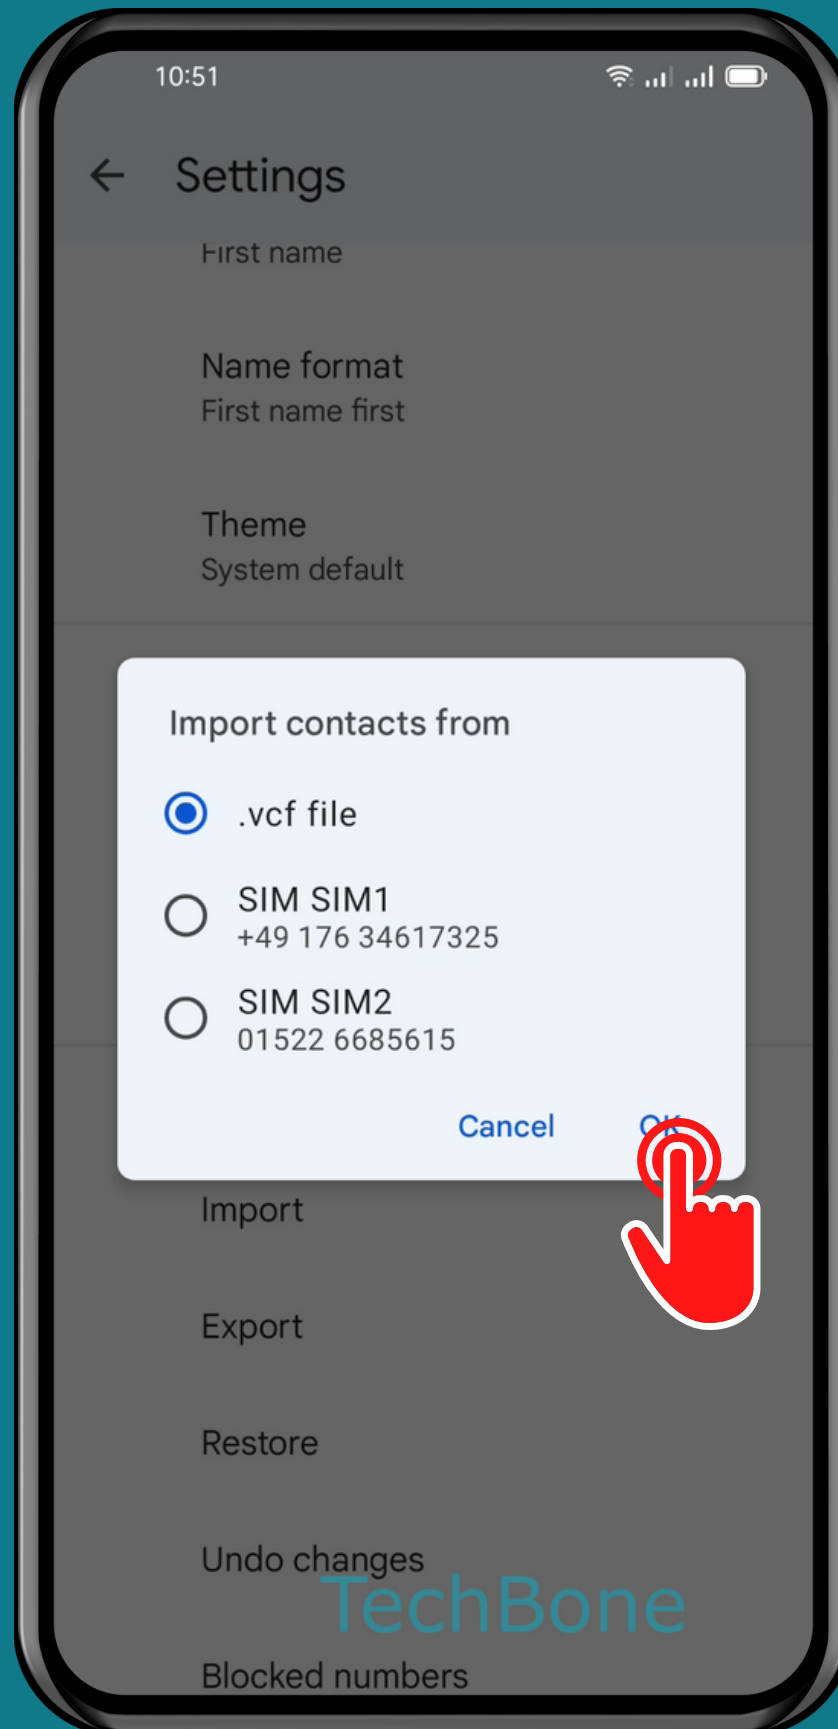 10:51
Settings
First name
Name format
First name first
Theme
System default
Import contacts from
.vcf file
SIM SIM1
+49 176 34617325
SIM SIM2
01522 6685615
Cancel OK
Import
Export
Restore
Undo changes
TechBone
Blocked numbers